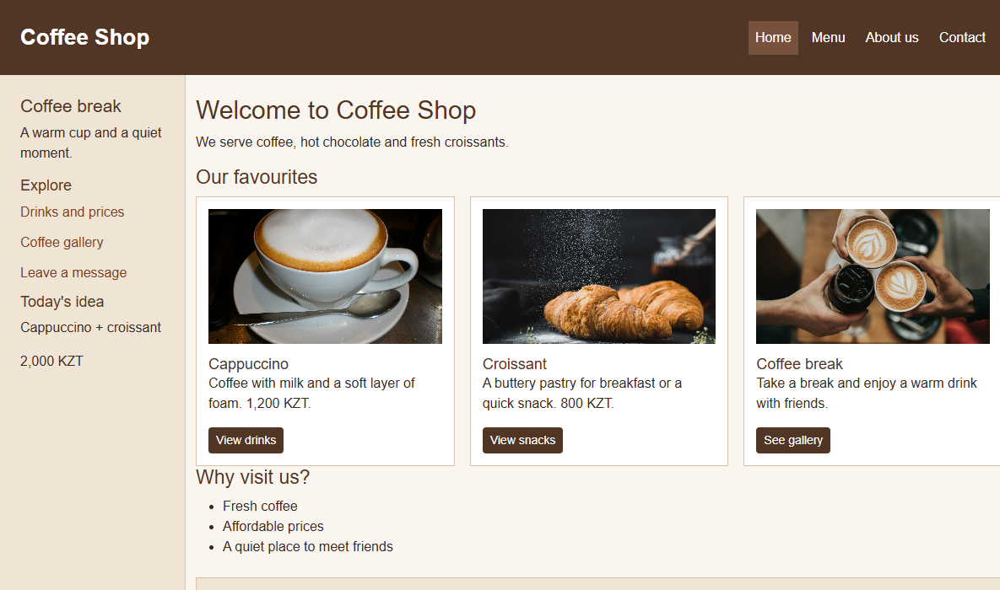 Coffee Shop
Home
Menu
About us
Contact
Coffee break
A warm cup and a quiet
moment.
Explore
Drinks and prices
Coffee gallery
Leave a message
Today's idea
Cappuccino + croissant
2,000 KZT
Welcome to Coffee Shop
We serve coffee, hot chocolate and fresh croissants.
Our favourites
Cappuccino
Coffee with milk and a soft layer of
foam. 1,200 KZT.
View drinks
Croissant
A buttery pastry for breakfast or a
quick snack. 800 KZT.
View snacks
Coffee break
Take a break and enjoy a warm drink
with friends.
See gallery
Why visit us?
Fresh coffee
Affordable prices
A quiet place to meet friends